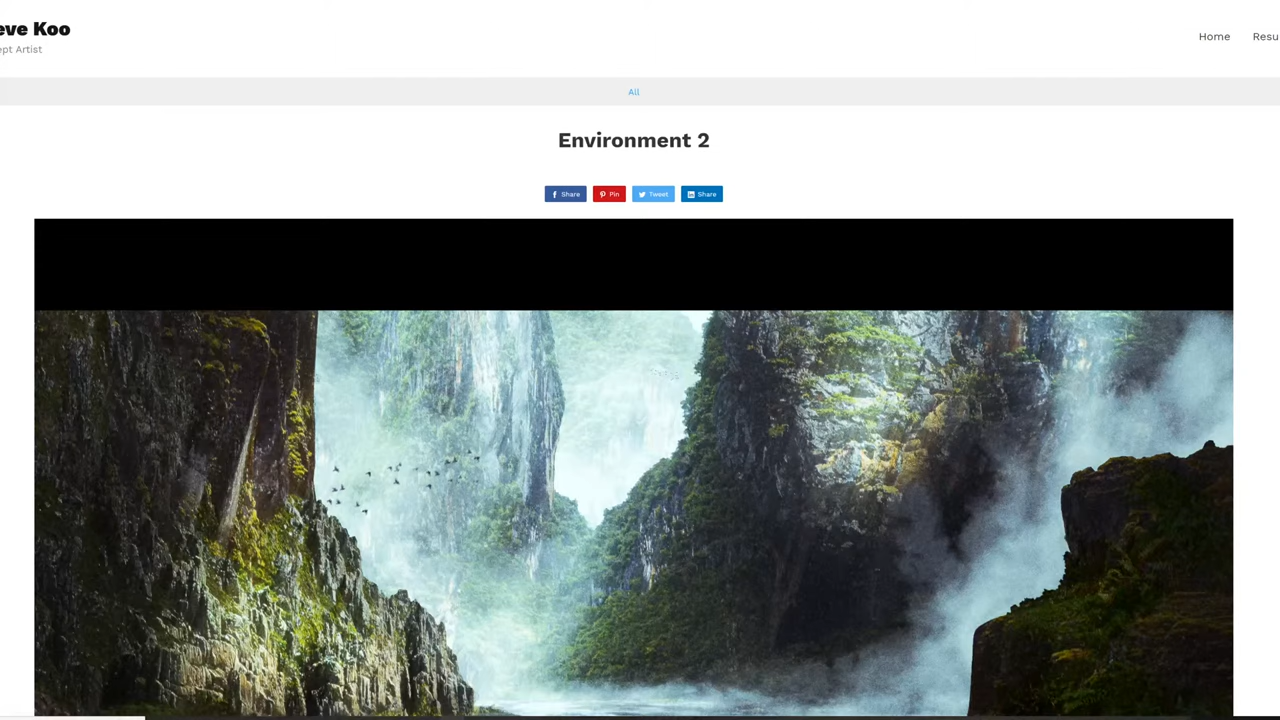 eve Koo
ept Artist
Home Resu
All
Environment 2
Share Pin Tweet Share